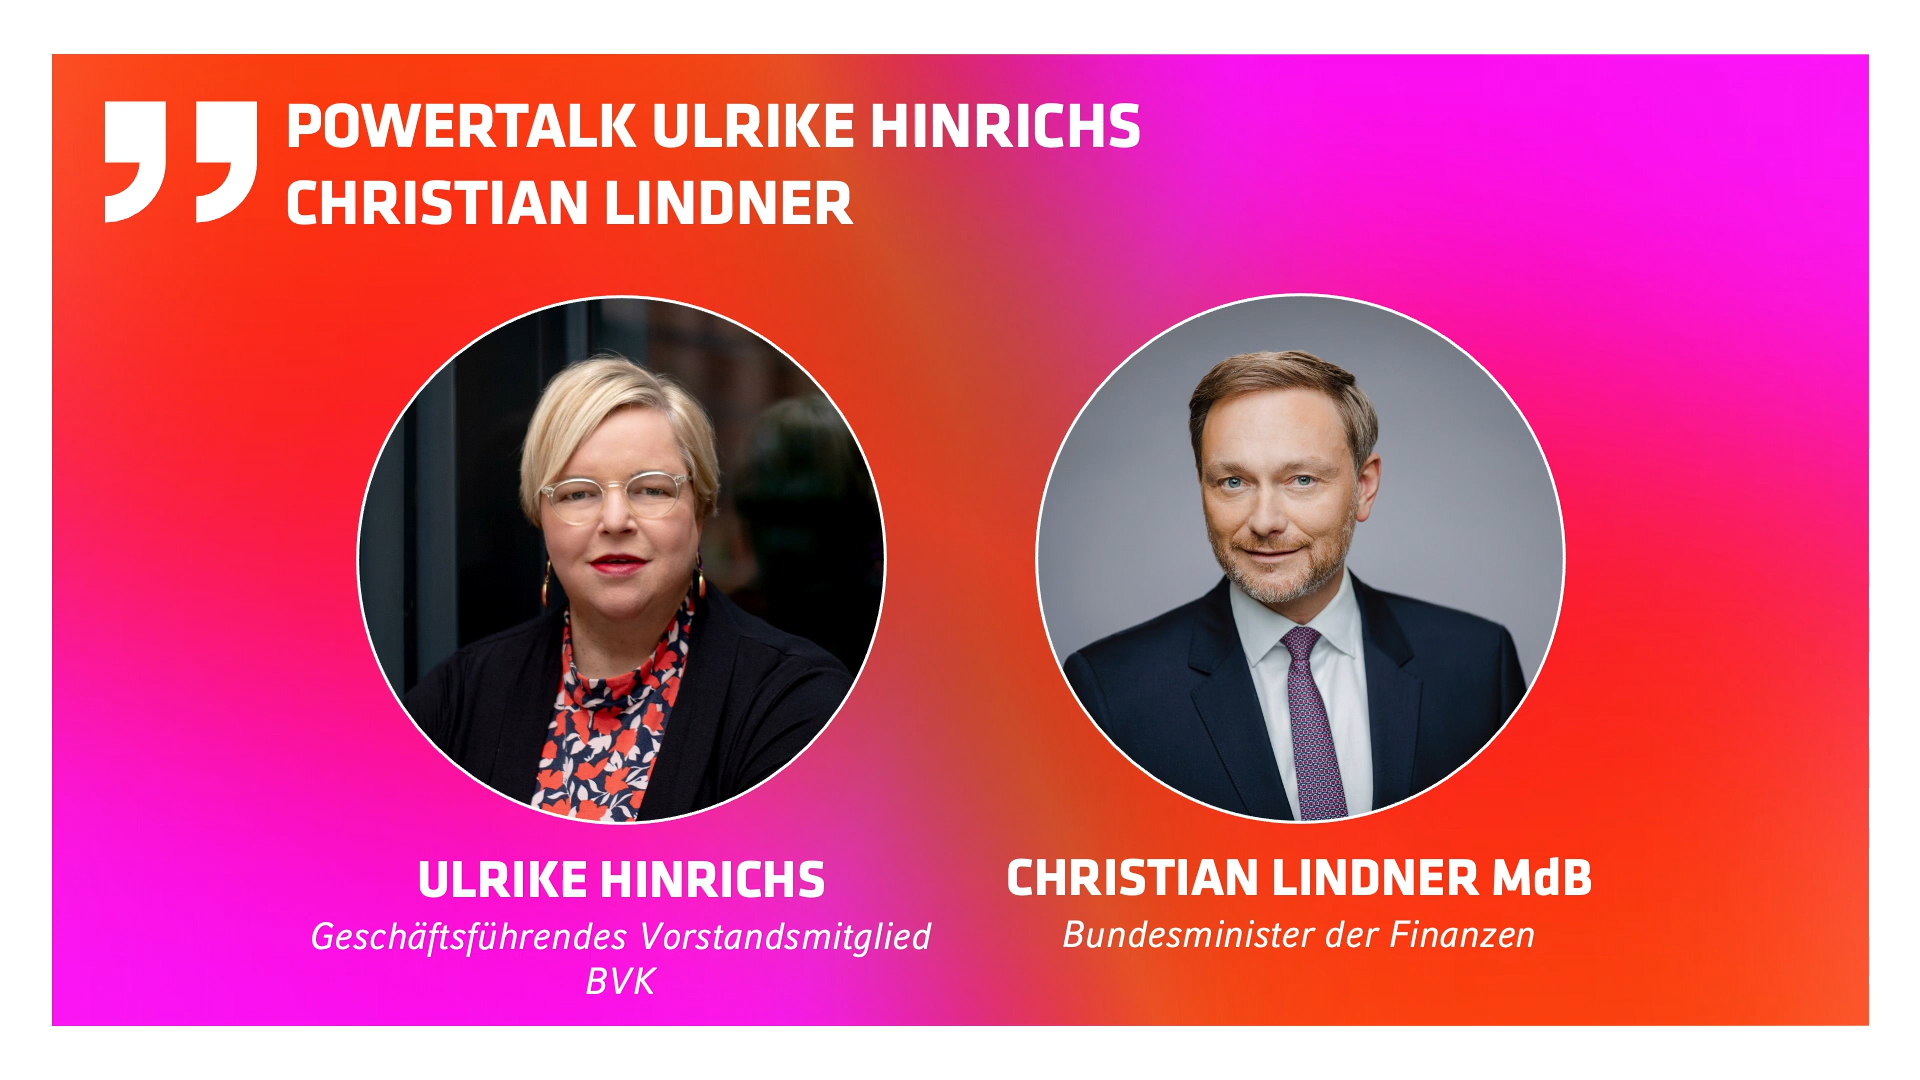 POWERTALK ULRIKE HINRICHS
CHRISTIAN LINDNER
ULRIKE HINRICHS
Geschäftsführendes Vorstandsmitglied
BVK
CHRISTIAN LINDNER MdB
Bundesminister der Finanzen